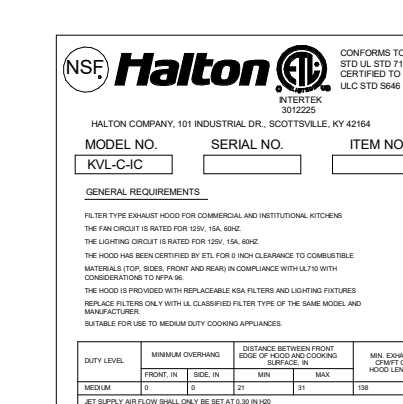 NSF. Halton ETL CONFORMS TO
STD UL STD 71
CERTIFIED TO
ULC STD S646
INTERTEK
3012225
HALTON COMPANY, 101 INDUSTRIAL DR., SCOTTSVILLE, KY 42164
MODEL NO. SERIAL NO. ITEM NO
KVL-C-IC
GENERAL REQUIREMENTS
FILTER TYPE EXHAUST HOOD FOR COMMERCIAL AND INSTITUTIONAL KITCHENS
THE FAN CIRCUIT IS RATED FOR 125V, 15A, 60HZ.
THE LIGHTING CIRCUIT IS RATED FOR 125V, 15A, 60HZ.
THE HOOD HAS BEEN CERTIFIED BY ETL FOR 0 INCH CLEARANCE TO COMBUSTIBLE
MATERIALS (TOP, SIDES, FRONT AND REAR) IN COMPLIANCE WITH UL710 WITH
CONSIDERATIONS TO NFPA 96.
THE HOOD IS PROVIDED WITH REPLACEABLE KSA FILTERS AND LIGHTING FIXTURES
REPLACE FILTERS ONLY WITH UL CLASSIFIED FILTER TYPE OF THE SAME MODEL AND
MANUFACTURER.
SUITABLE FOR USE TO MEDIUM DUTY COOKING APPLIANCES.
DUTY LEVEL MINIMUM OVERHANG DISTANCE BETWEEN FRONT
EDGE OF HOOD AND COOKING
SURFACE, IN MIN. EXHA
CFM/FT O
HOOD LEN
FRONT, IN SIDE, IN MIN MAX
MEDIUM 0 0 21 31 138
JET SUPPLY AIR FLOW SHALL ONLY BE SET AT 0.30 IN H20